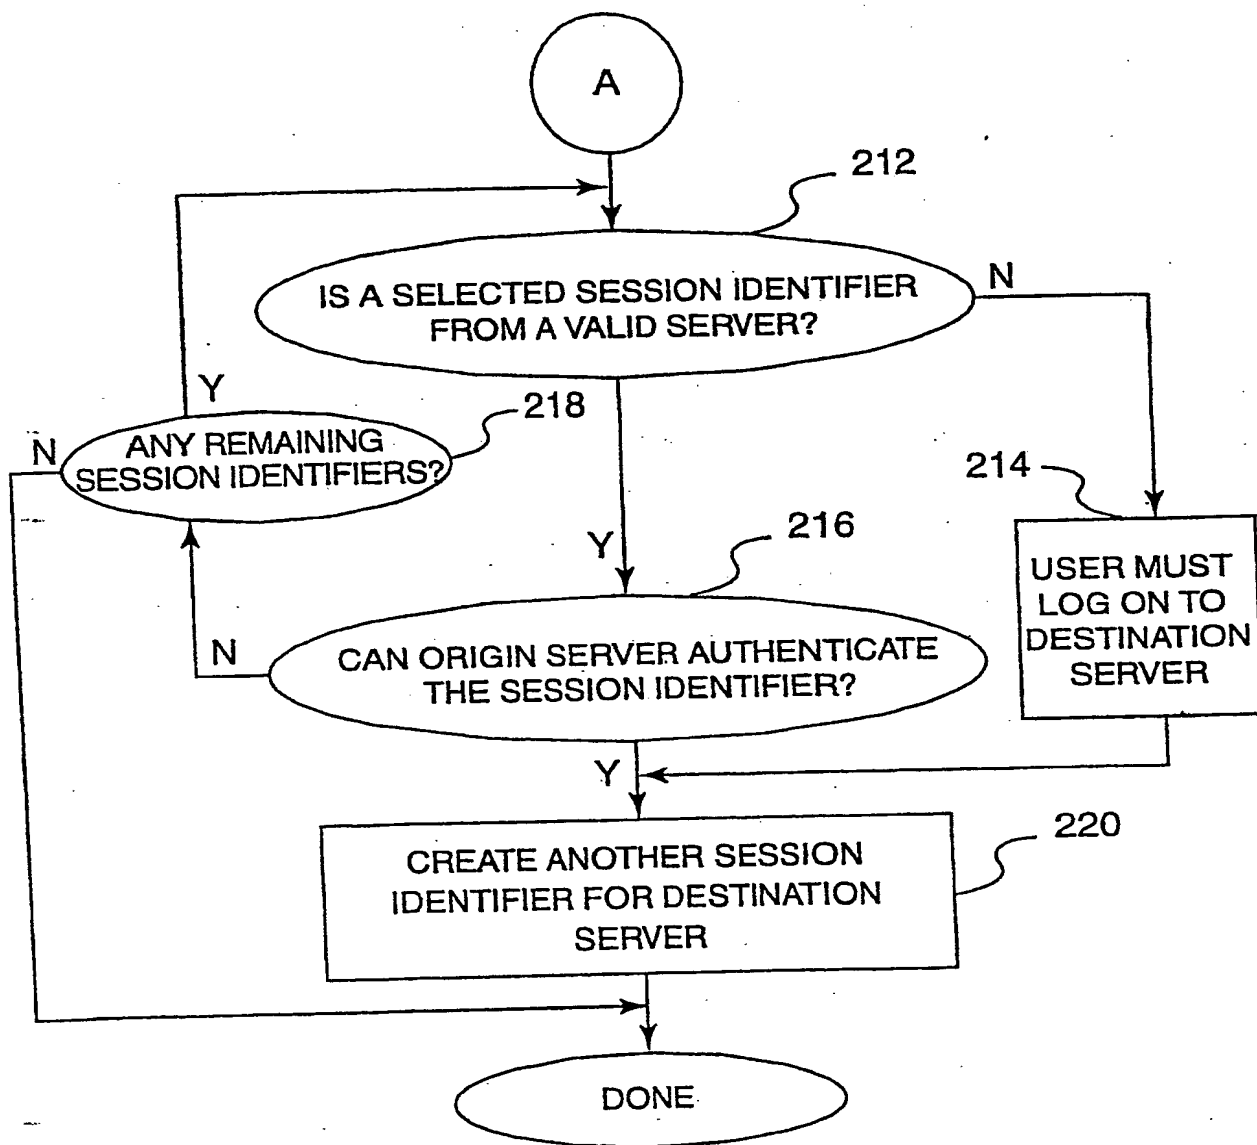 A
212
IS A SELECTED SESSION IDENTIFIER
FROM A VALID SERVER?
N
Y
218
N
ANY REMAINING
SESSION IDENTIFIERS?
214
Y
216
USER MUST
LOG ON TO
DESTINATION
SERVER
N
CAN ORIGIN SERVER AUTHENTICATE
THE SESSION IDENTIFIER?
Y
220
CREATE ANOTHER SESSION
IDENTIFIER FOR DESTINATION
SERVER
DONE